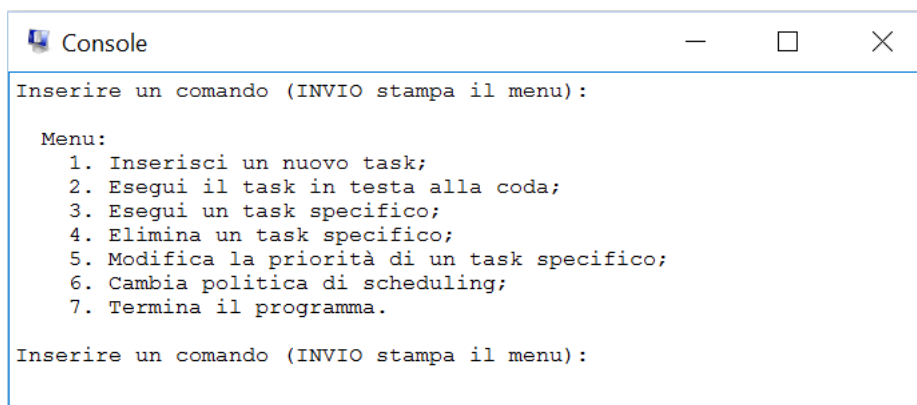 Console
Inserire un comando (INVIO stampa il menu):
Menu:
1. Inserisci un nuovo task;
2. Esegui il task in testa alla coda;
3. Esegui un task specifico;
4. Elimina un task specifico;
5. Modifica la priorità di un task specifico;
6. Cambia politica di scheduling;
7. Termina il programma.
Inserire un comando (INVIO stampa il menu):